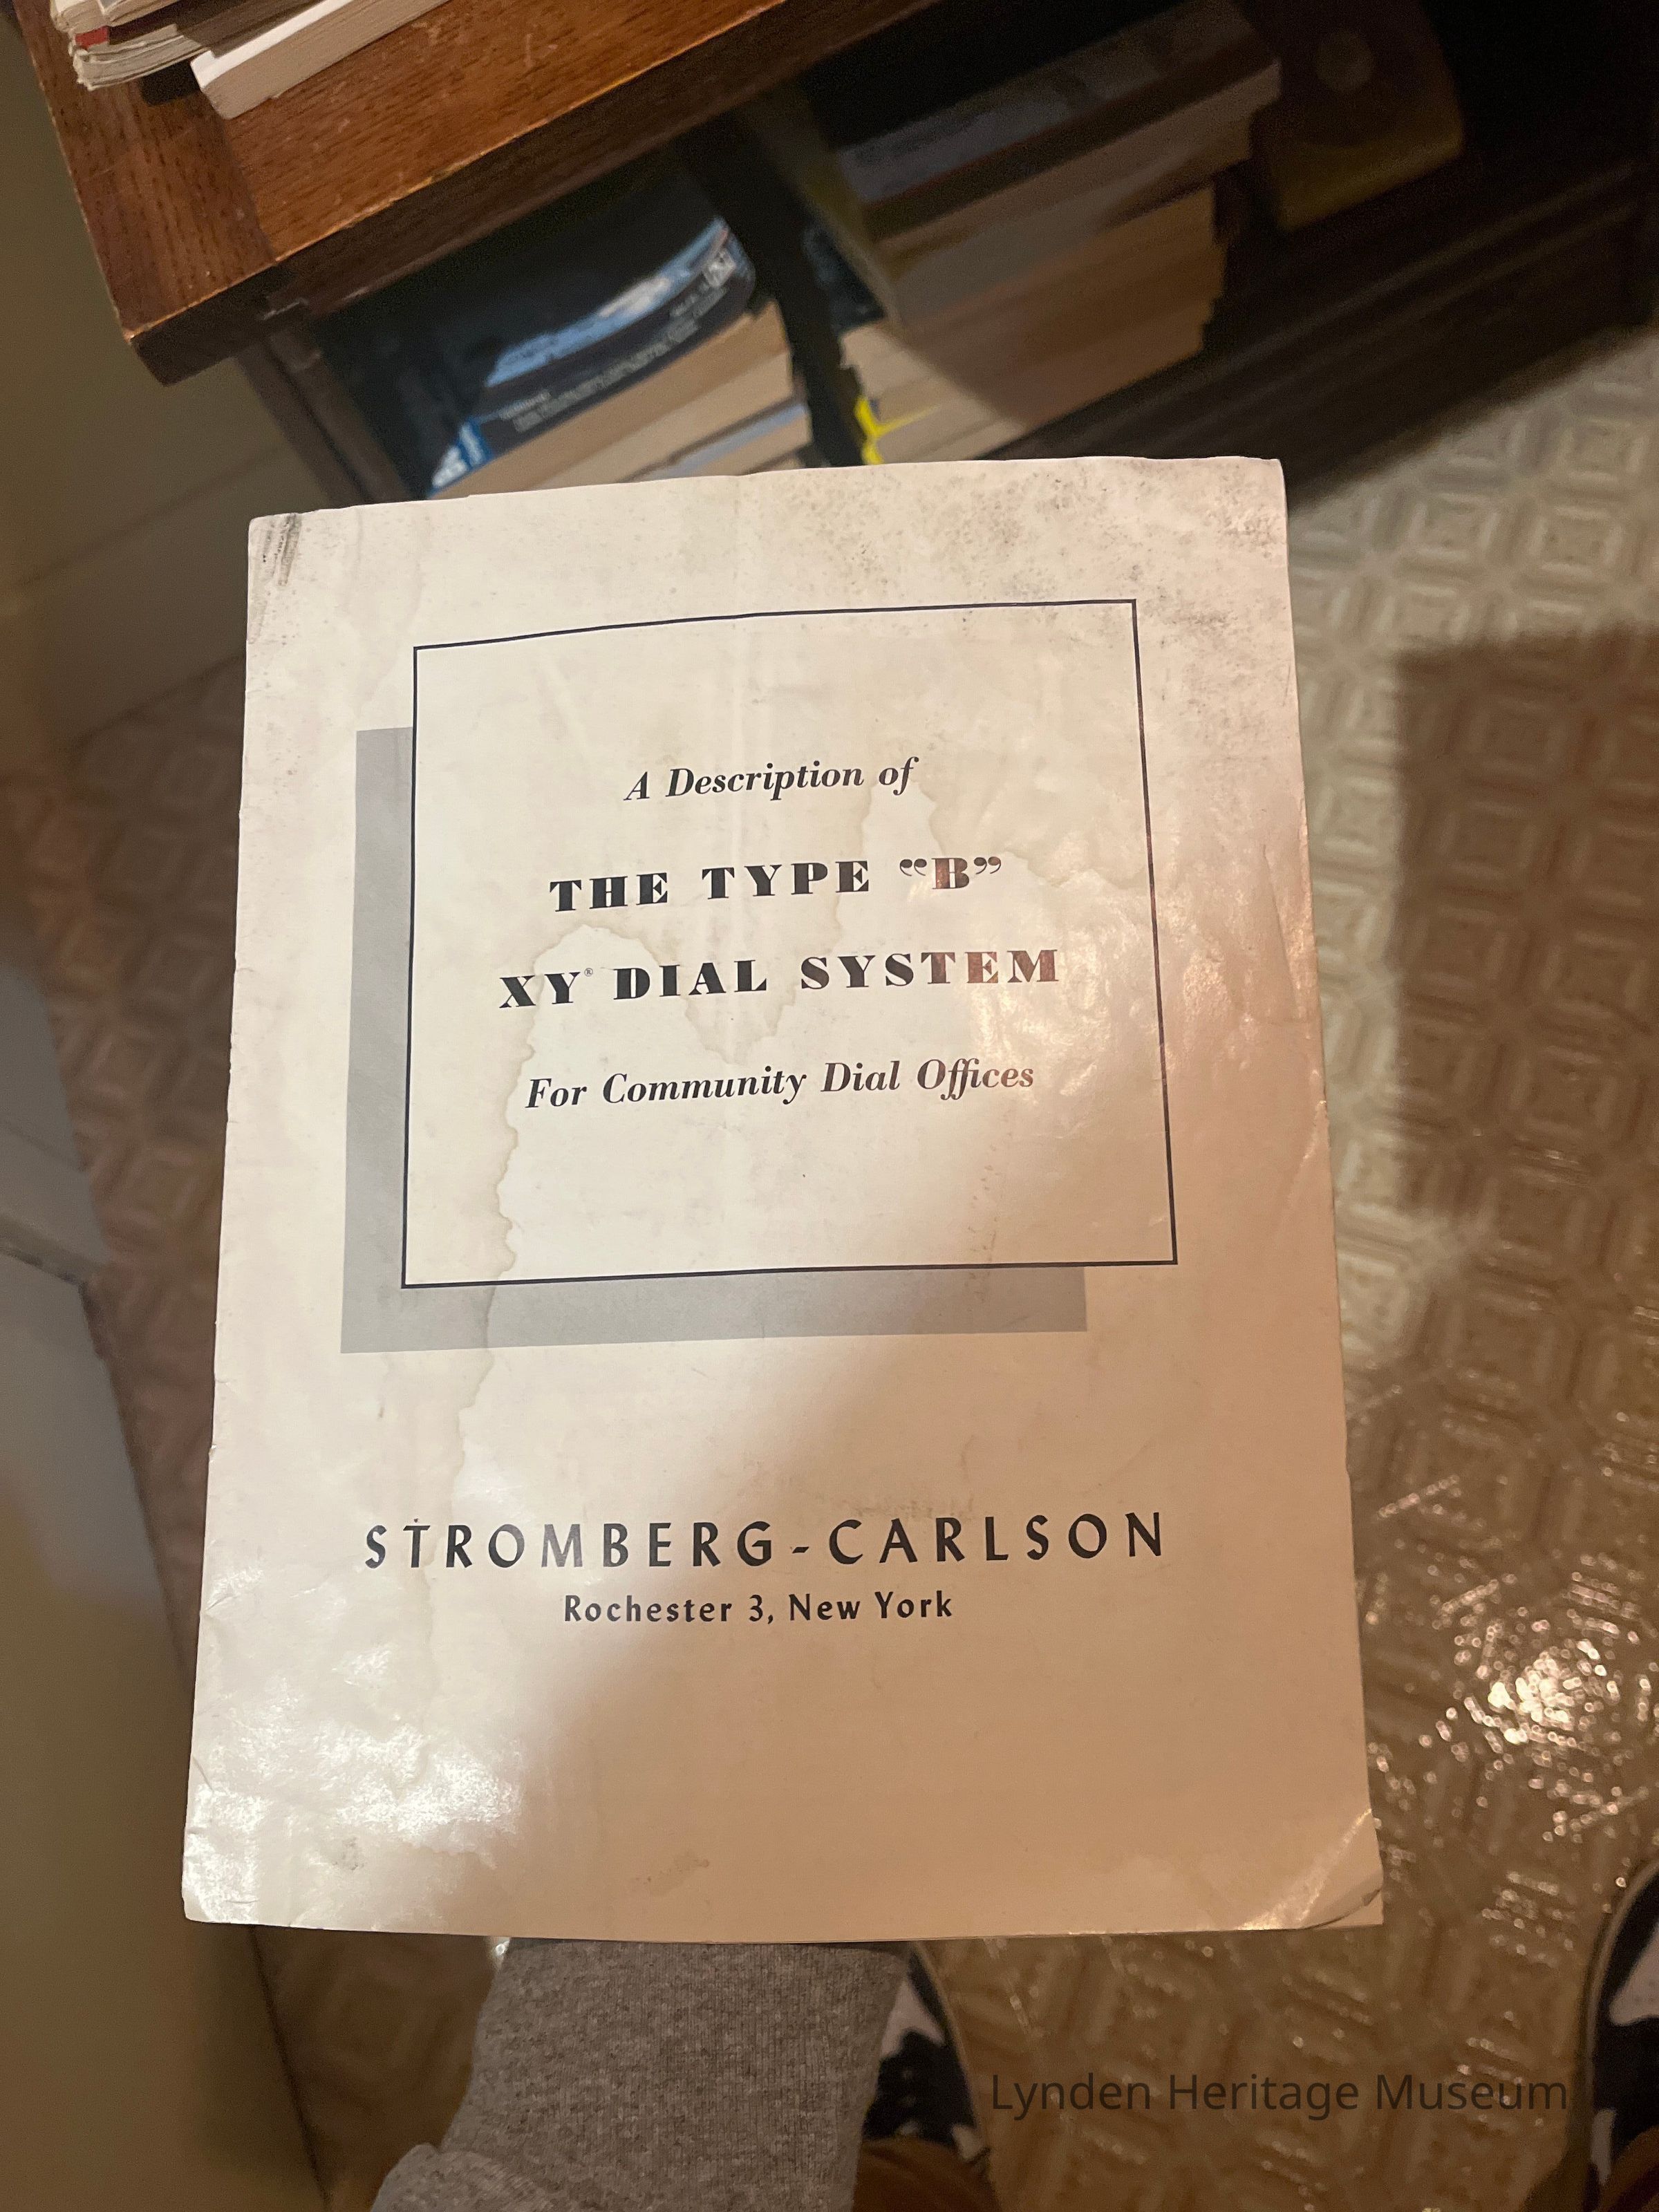 A Description of
THE TYPE “B”
XY® DIAL SYSTEM
For Community Dial Offices
STROMBERG-CARLSON
Rochester 3, New York
Lynden Heritage Museum